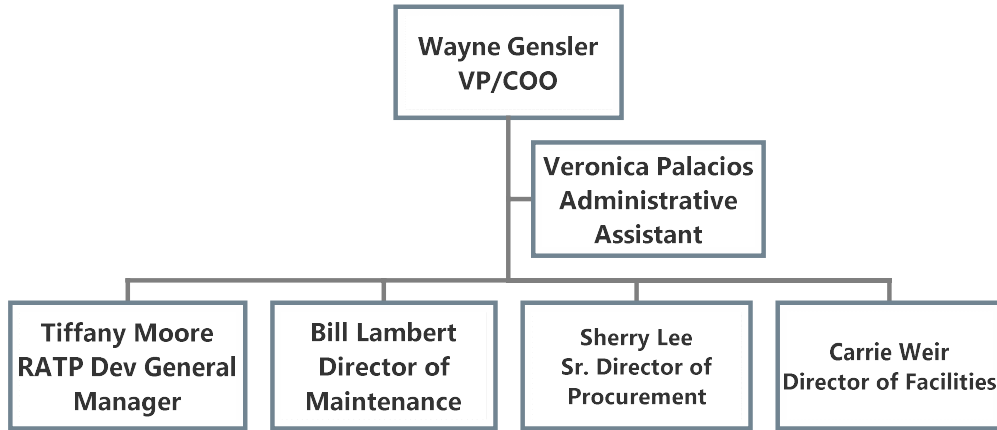 Wayne Gensler
VP/COO
Veronica Palacios
Administrative
Assistant
Tiffany Moore
RATP Dev General
Manager
Bill Lambert
Director of
Maintenance
Sherry Lee
Sr. Director of
Procurement
Carrie Weir
Director of Facilities